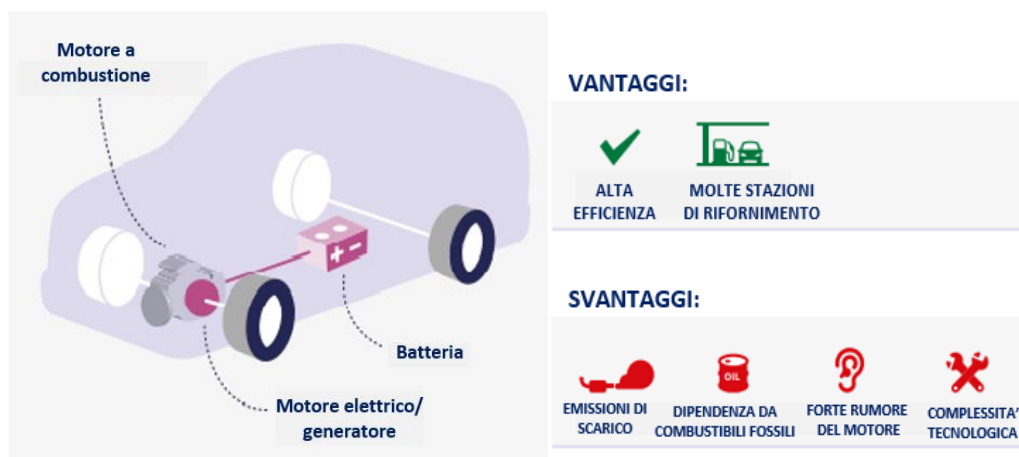 Motore a
combustione
Batteria
Motore elettrico/
generatore
VANTAGGI:
ALTA
EFFICIENZA
MOLTE STAZIONI
DI RIFORNIMENTO
SVANTAGGI:
OIL
EMISSIONI DI
SCARICO
DIPENDENZA DA
COMBUSTIBILI FOSSILI
FORTE RUMORE
DEL MOTORE
COMPLESSITA'
TECNOLOGICA